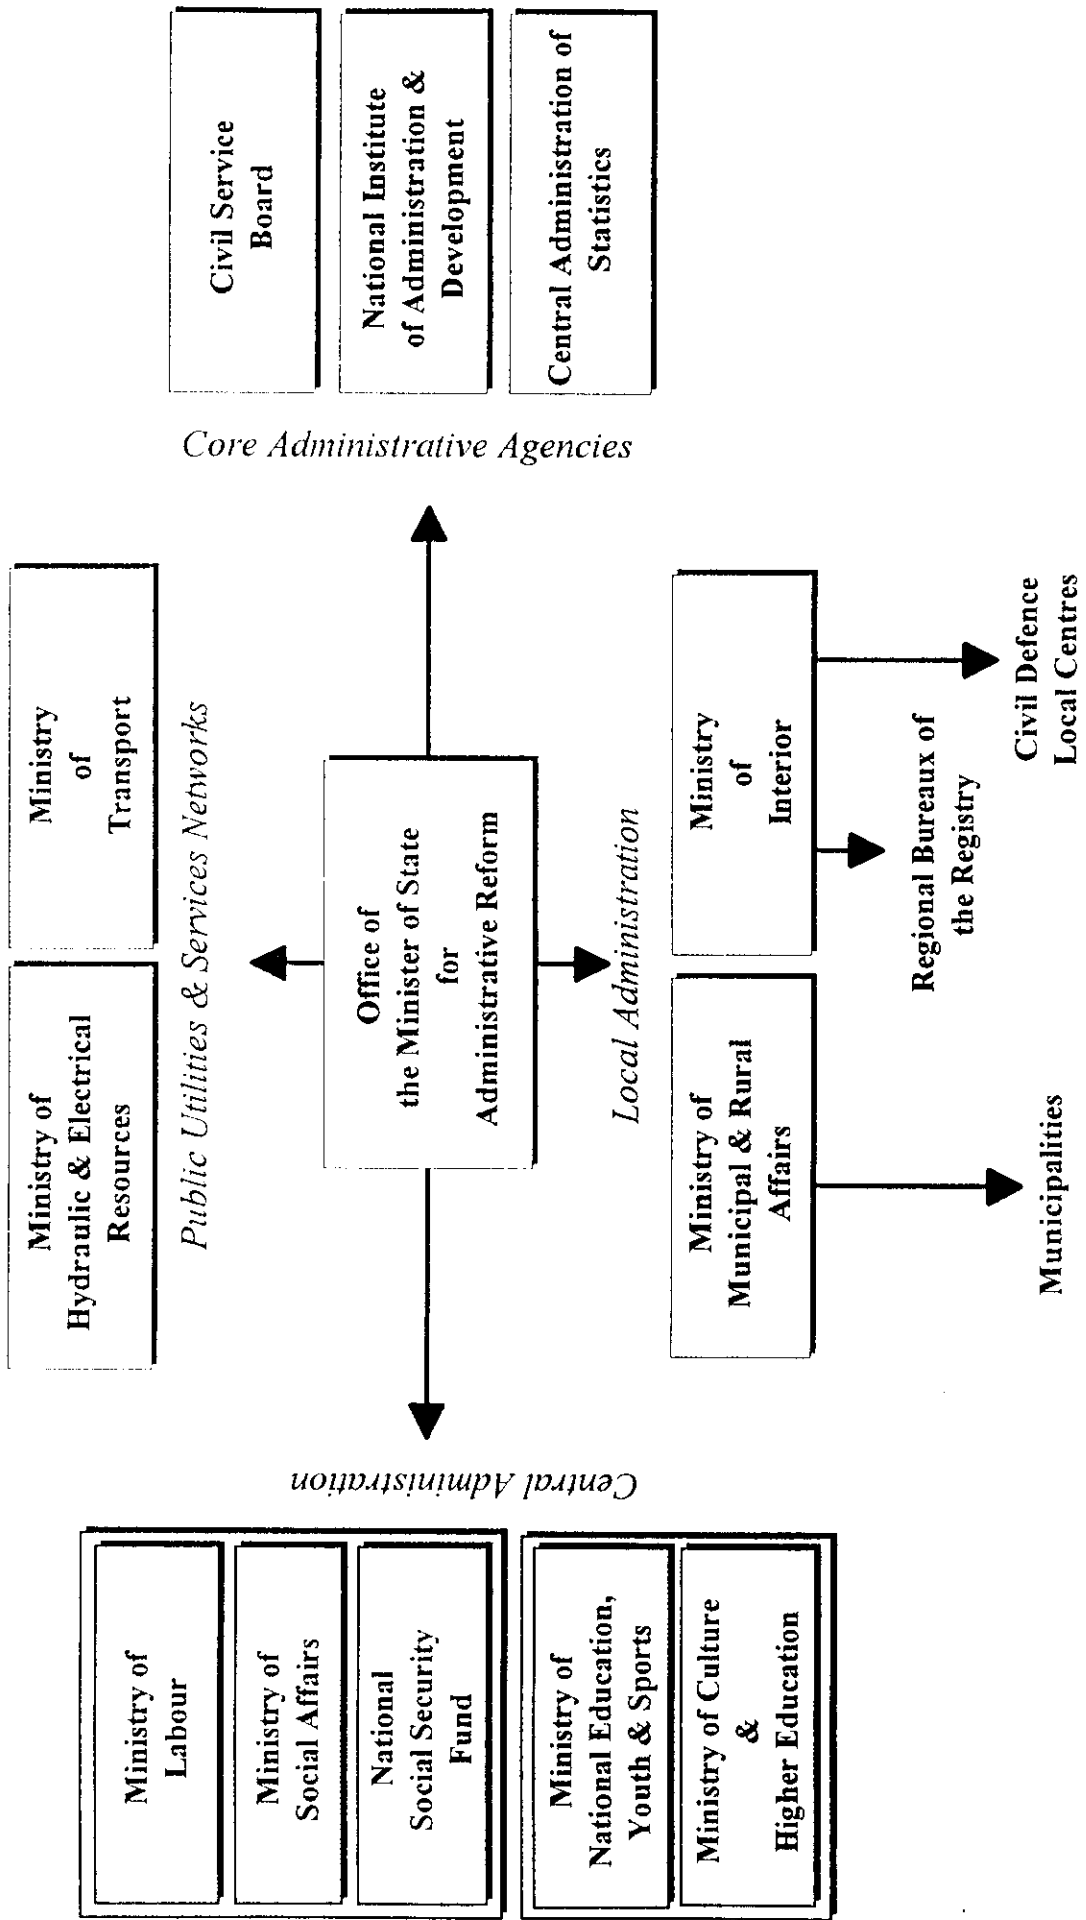 Ministry of
Hydraulic & Electrical
Resources
Ministry
of
Transport
Public Utilities & Services Networks
Ministry of
Labour
Ministry of
Social Affairs
National
Social Security
Fund
Ministry of
National Education,
Youth & Sports
Ministry of Culture
&
Higher Education
Central Administration
Office of
the Minister of State
for
Administrative Reform
Core Administrative Agencies
Civil Service
Board
National Institute
of Administration &
Development
Central Administration of
Statistics
Local Administration
Ministry of
Municipal & Rural
Affairs
Ministry
of
Interior
Regional Bureaux of
the Registry
Municipalities
Civil Defence
Local Centres